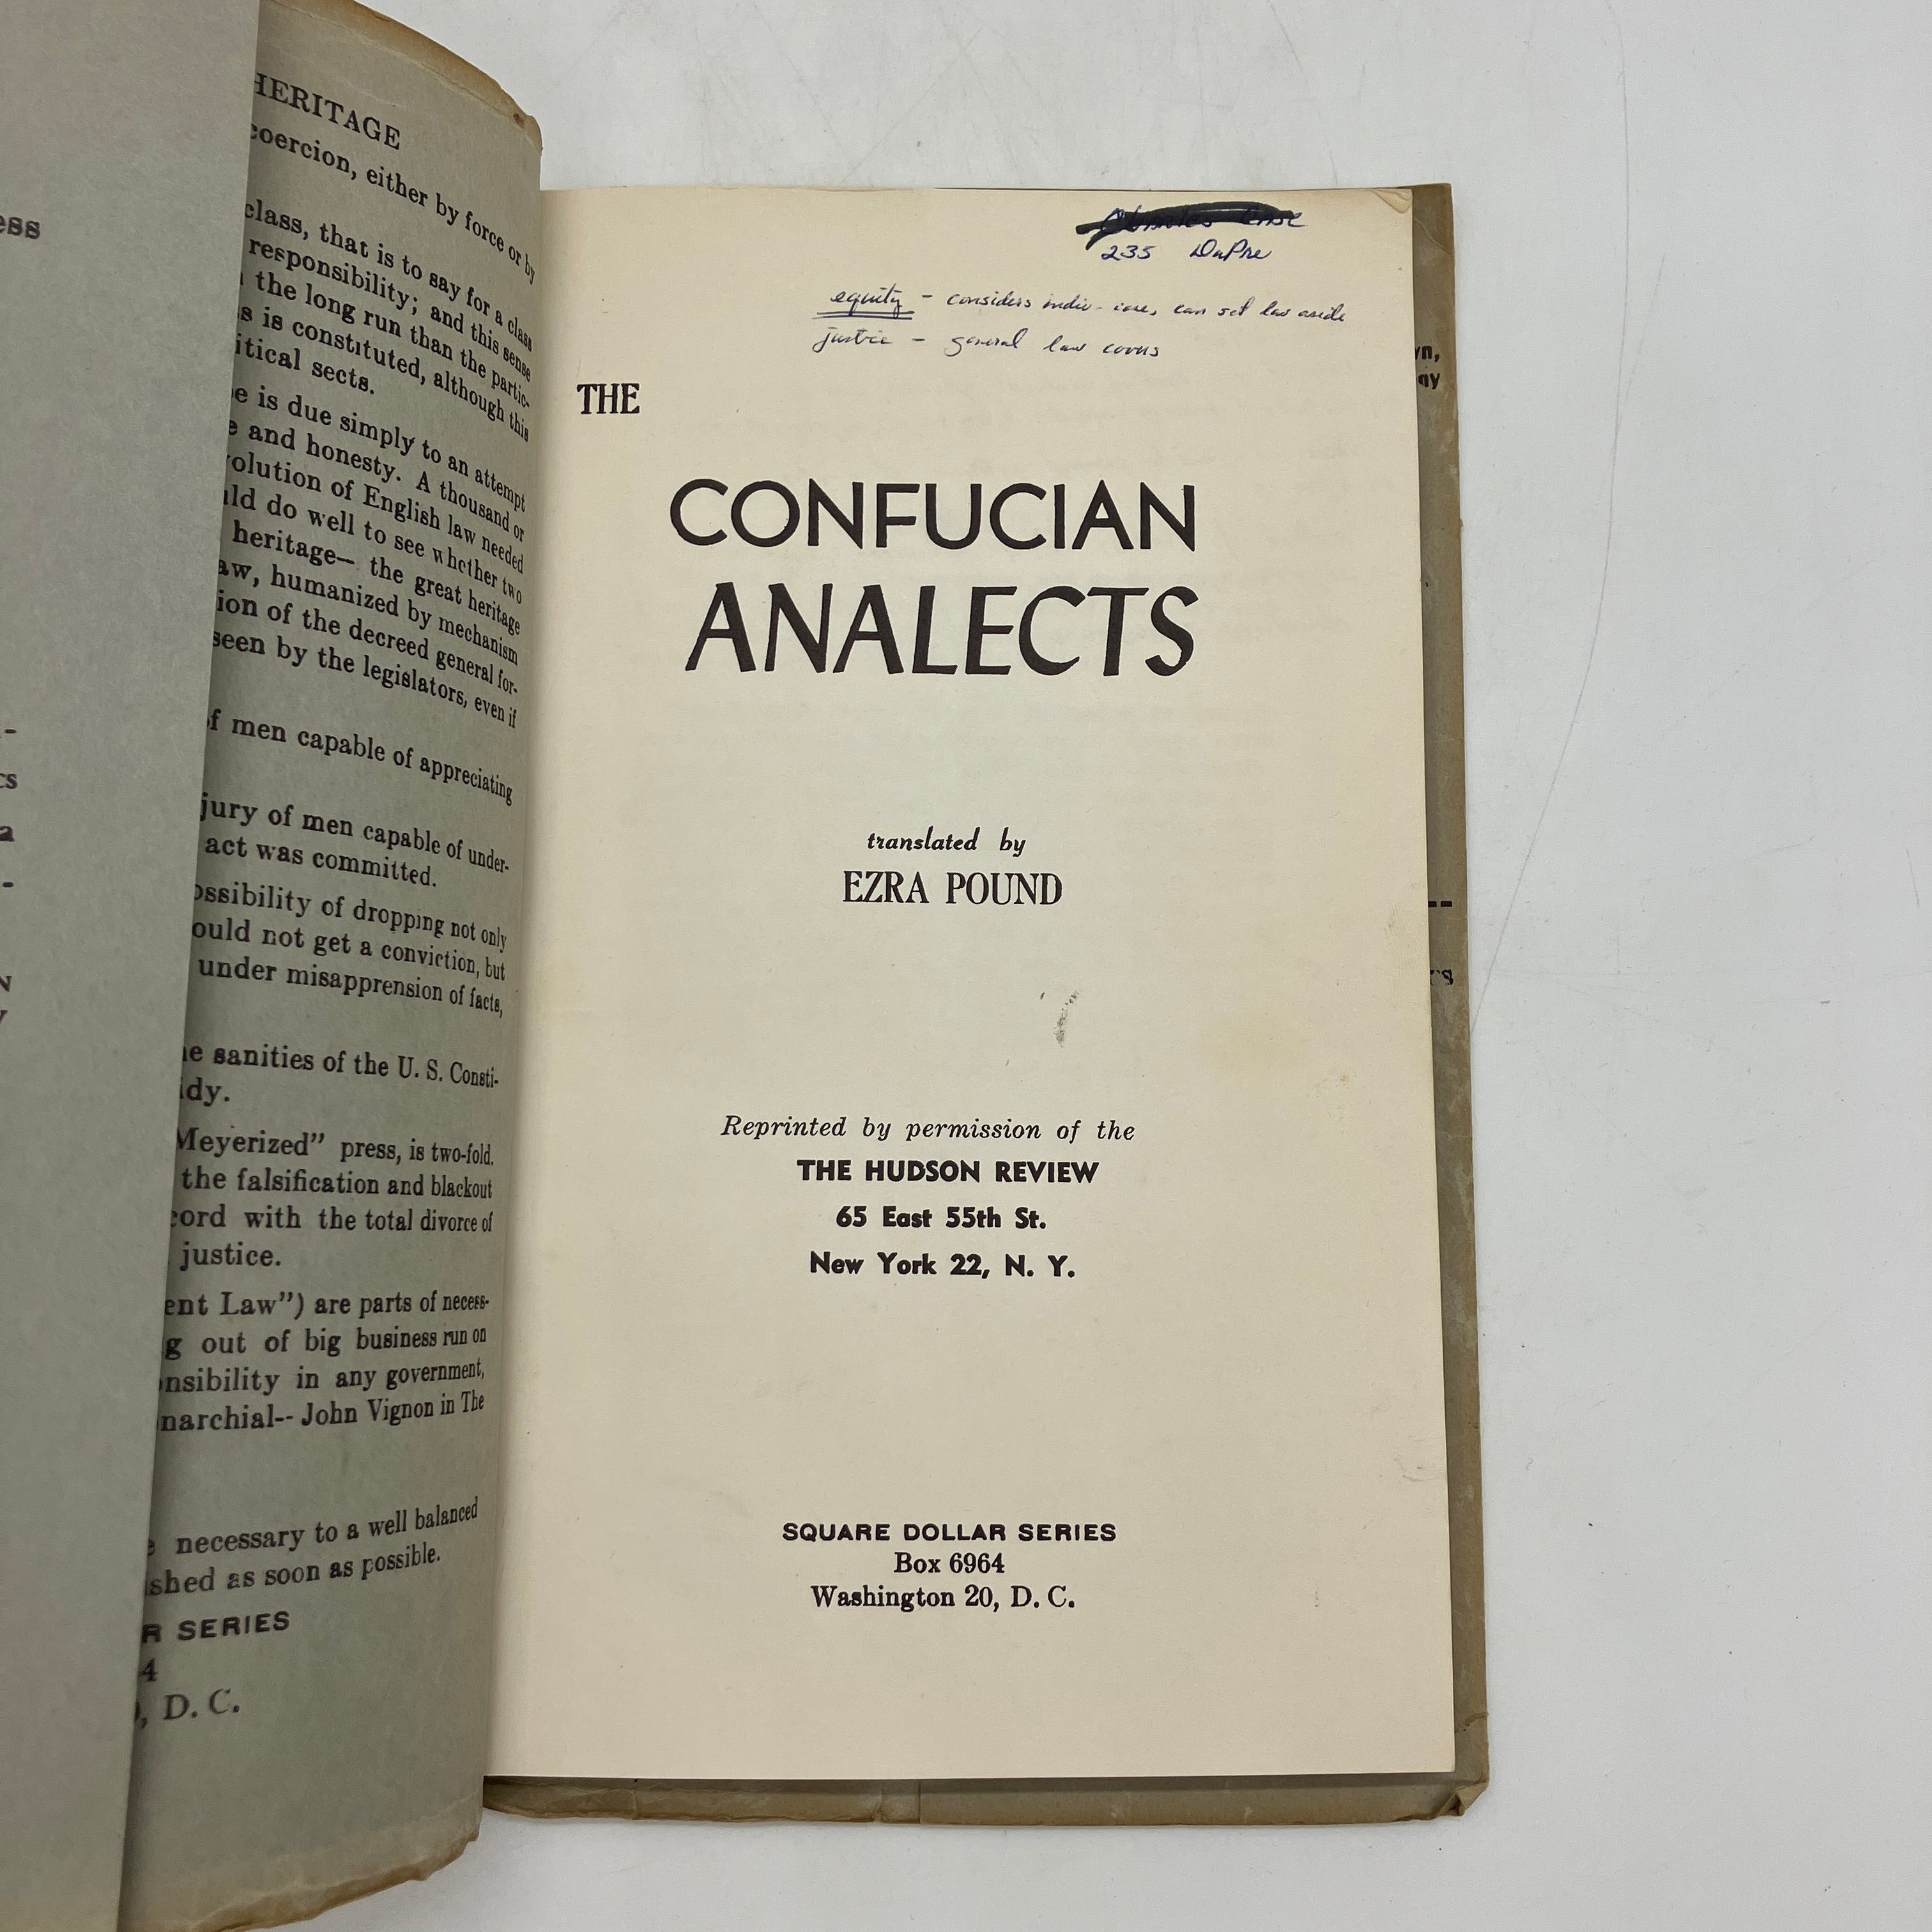 ess
-
cs
a
-
N
HERITAGE
coercion, either by force or by
class, that is to say for a class
responsibility; and this sense
the long run than the partic-
is constituted, although this
itical sects.
is due simply to an attempt
and honesty. A thousand or
volution of English law needed
uld do well to see whether two
heritage— the great heritage
aw, humanized by mechanism
ion of the decreed general for-
seen by the legislators, even if
of men capable of appreciating
jury of men capable of under-
act was committed.
ossibility of dropping not only
ould not get a conviction, but
under misapprension of facts,
he sanities of the U. S. Consti-
idy.
Meyerized” press, is two-fold.
the falsification and blackout
cord with the total divorce of
justice.
ent Law”) are parts of necess-
g out of big business run on
onsibility in any government,
narchial-- John Vignon in The
necessary to a well balanced
shed as soon as possible.
R SERIES
4
, D. C.
Charles
235 DuPre
equity - considers indiv- case, can set law aside
justice - general law covers
THE
CONFUCIAN
ANALECTS
translated by
EZRA POUND
Reprinted by permission of the
THE HUDSON REVIEW
65 East 55th St.
New York 22, N. Y.
SQUARE DOLLAR SERIES
Box 6964
Washington 20, D. C.